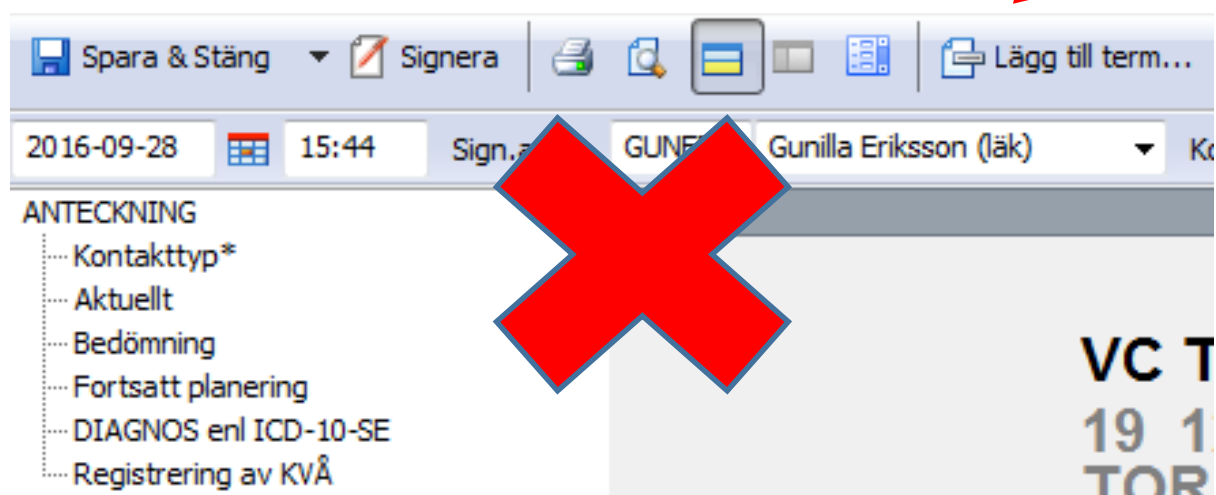 Spara & Stäng Signera Lägg till term...
2016-09-28 15:44 Gunilla Eriksson (läk)
ANTECKNING
Kontakttyp*
Aktuellt
Bedömning
Fortsatt planering
DIAGNOS enl ICD-10-SE
Registrering av KVÅ
VC
19